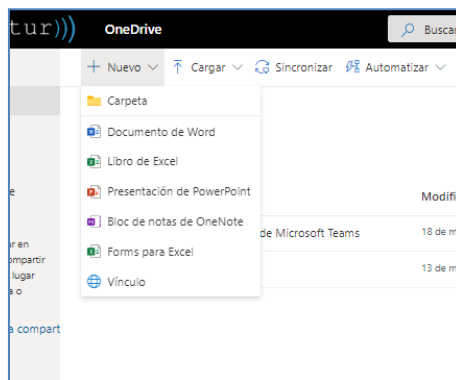 tur))) OneDrive Buscar
Nuevo Cargar Sincronizar Automatizar
Carpeta
Documento de Word
Libro de Excel
Presentación de PowerPoint
e Modifi
Bloc de notas de OneNote
de Microsoft Teams 18 de m
ar en
Forms para Excel
ompartir
lugar 13 de m
Vínculo
a o
a compart